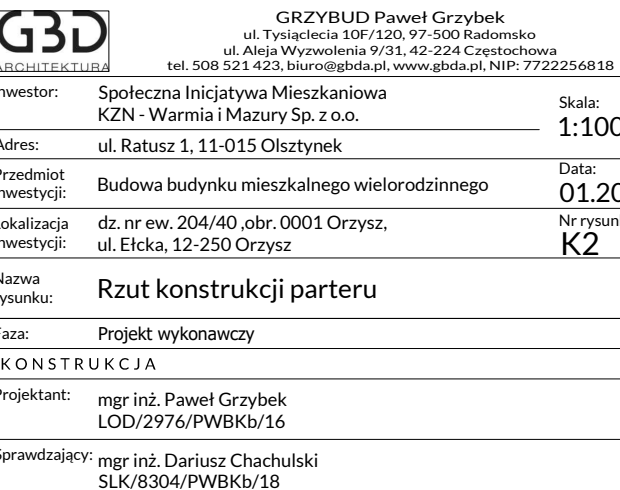 GBD
ARCHITEKTURA
GRZYBUD Paweł Grzybek
ul. Tysiąclecia 10F/120, 97-500 Radomsko
ul. Aleja Wyzwolenia 9/31, 42-224 Częstochowa
tel. 508 521 423, biuro@gbda.pl, www.gbda.pl, NIP: 7722256818
nwestor:
Społeczna Inicjatywa Mieszkaniowa
KZN - Warmia i Mazury Sp. z o.o.
Skala:
1:100
Adres:
ul. Ratusz 1, 11-015 Olsztynek
Przedmiot
nwestycji:
Budowa budynku mieszkalnego wielorodzinnego
Data:
01.20
Lokalizacja
nwestycji:
dz. nr ew. 204/40 ,obr. 0001 Orzysz,
ul. Ełcka, 12-250 Orzysz
Nr rysun
K2
Nazwa
rysunku:
Rzut konstrukcji parteru
Faza:
Projekt wykonawczy
KONSTRUKCJA
Projektant:
mgr inż. Paweł Grzybek
LOD/2976/PWBKb/16
Sprawdzający:
mgr inż. Dariusz Chachulski
SLK/8304/PWBKb/18